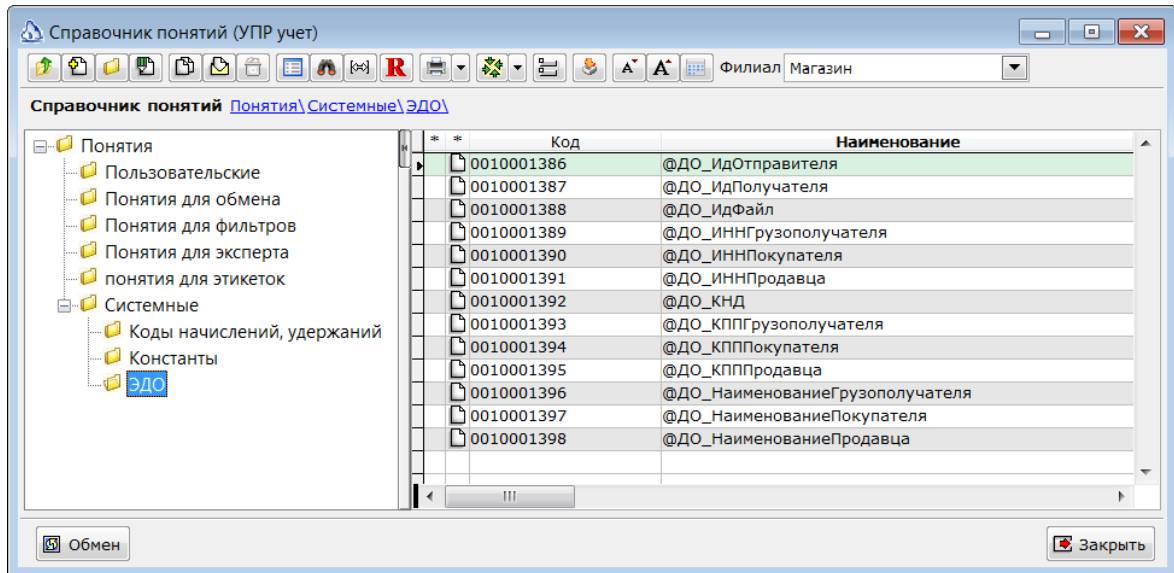 Справочник понятий (УПР учет)
R A A Филиал Магазин
Справочник понятий Понятия\ Системные\ ЭДО\
Понятия
Пользовательские
Понятия для обмена
Понятия для фильтров
Понятия для эксперта
понятия для этикеток
Системные
Коды начислений, удержаний
Константы
ЭДО
* * Код Наименование
0010001386 @ДО_ИдОтправителя
0010001387 @ДО_ИдПолучателя
0010001388 @ДО_ИдФайл
0010001389 @ДО_ИННГрузополучателя
0010001390 @ДО_ИННПокупателя
0010001391 @ДО_ИННПродавца
0010001392 @ДО_КНД
0010001393 @ДО_КППГрузополучателя
0010001394 @ДО_КПППокупателя
0010001395 @ДО_КПППродавца
0010001396 @ДО_НаименованиеГрузополучателя
0010001397 @ДО_НаименованиеПокупателя
0010001398 @ДО_НаименованиеПродавца
Обмен Закрыть